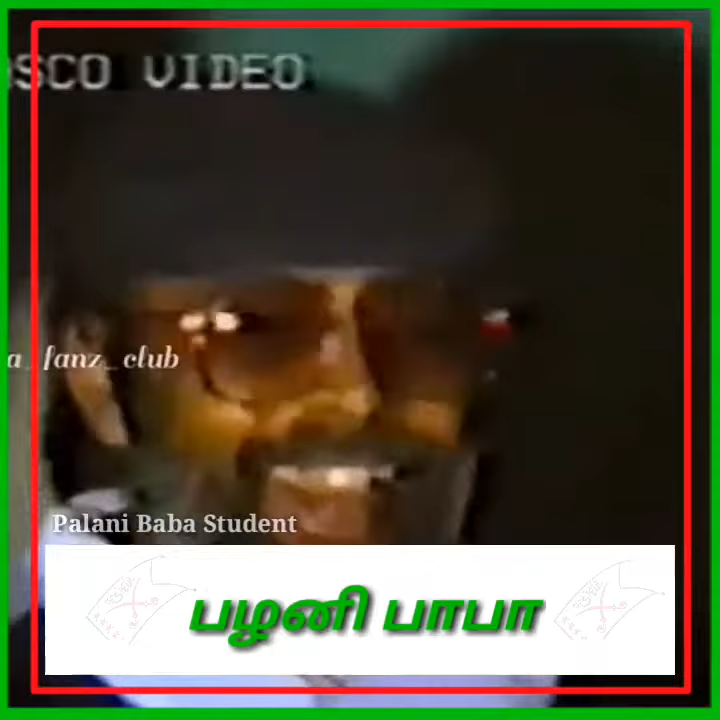 SCO VIDEO
a_fanz_club
Palani Baba Student
பழனி பாபா